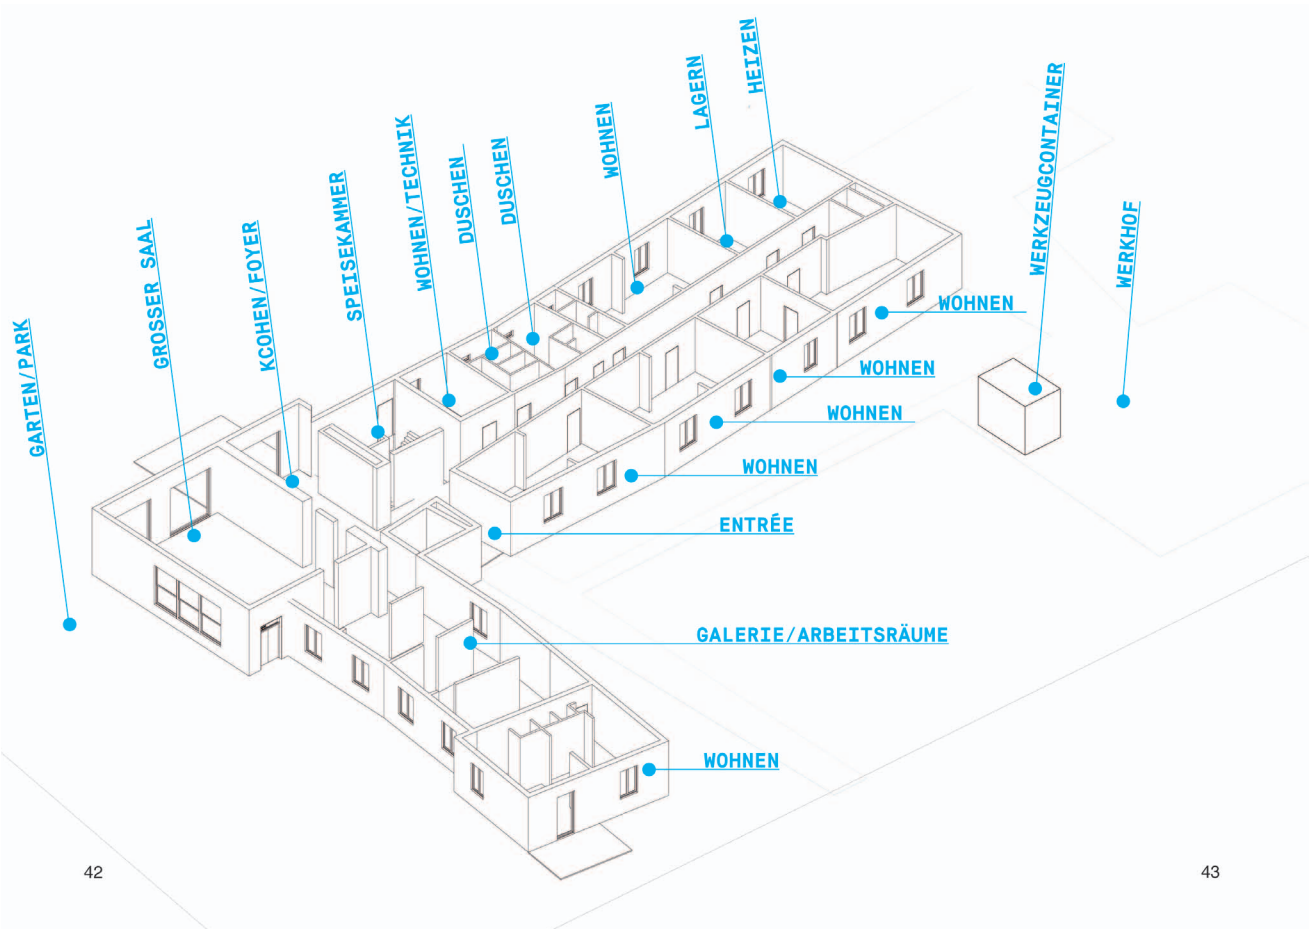 GARTEN/PARK
GROSSER SAAL
KCOHEN/FOYER
SPEISEKAMMER
WOHNEN/TECHNIK
DUSCHEN
DUSCHEN
WOHNEN
LAGERN
HEIZEN
WERKZEUGCONTAINER
WERKHOF
WOHNEN
WOHNEN
WOHNEN
WOHNEN
ENTRÉE
GALERIE/ARBEITSRÄUME
WOHNEN
42
43